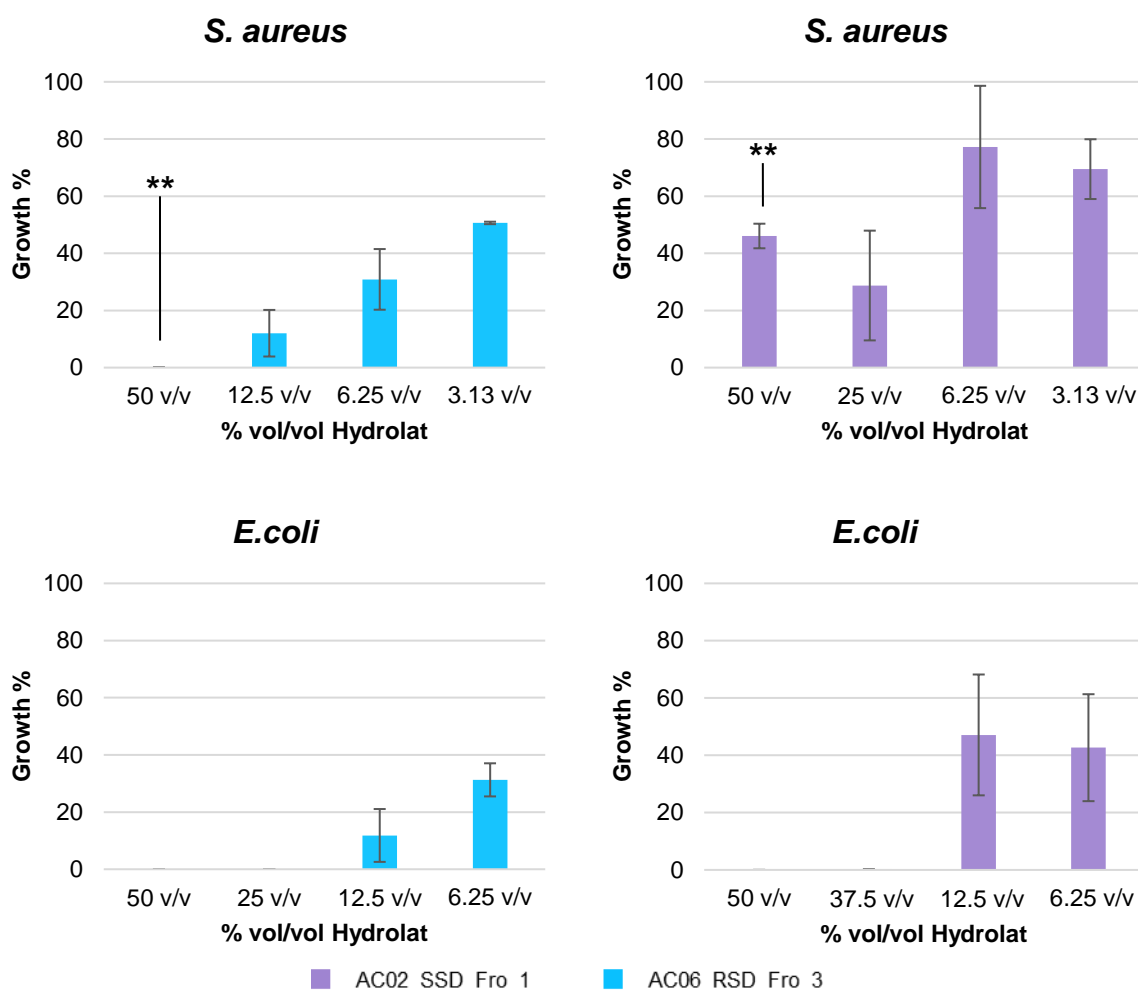 S. aureus
100
80
60
40
20
0
Growth %
**
50 v/v 12.5 v/v 6.25 v/v 3.13 v/v
% vol/vol Hydrolat
S. aureus
100
80
60
40
20
0
Growth %
**
50 v/v 25 v/v 6.25 v/v 3.13 v/v
% vol/vol Hydrolat
E.coli
100
80
60
40
20
0
Growth %
50 v/v 25 v/v 12.5 v/v 6.25 v/v
% vol/vol Hydrolat
E.coli
100
80
60
40
20
0
Growth %
50 v/v 37.5 v/v 12.5 v/v 6.25 v/v
% vol/vol Hydrolat
AC02 SSD Fro 1 AC06 RSD Fro 3